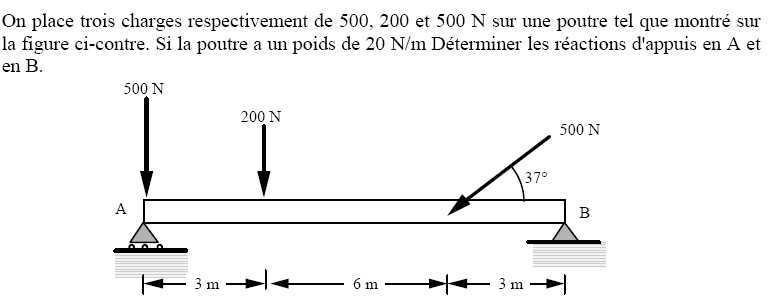 On place trois charges respectivement de 500, 200 et 500 N sur une poutre tel que montré sur
la figure ci-contre. Si la poutre a un poids de 20 N/m Déterminer les réactions d'appuis en A et
en B.
500 N
200 N
500 N
37°
A
B
3 m
6 m
3 m